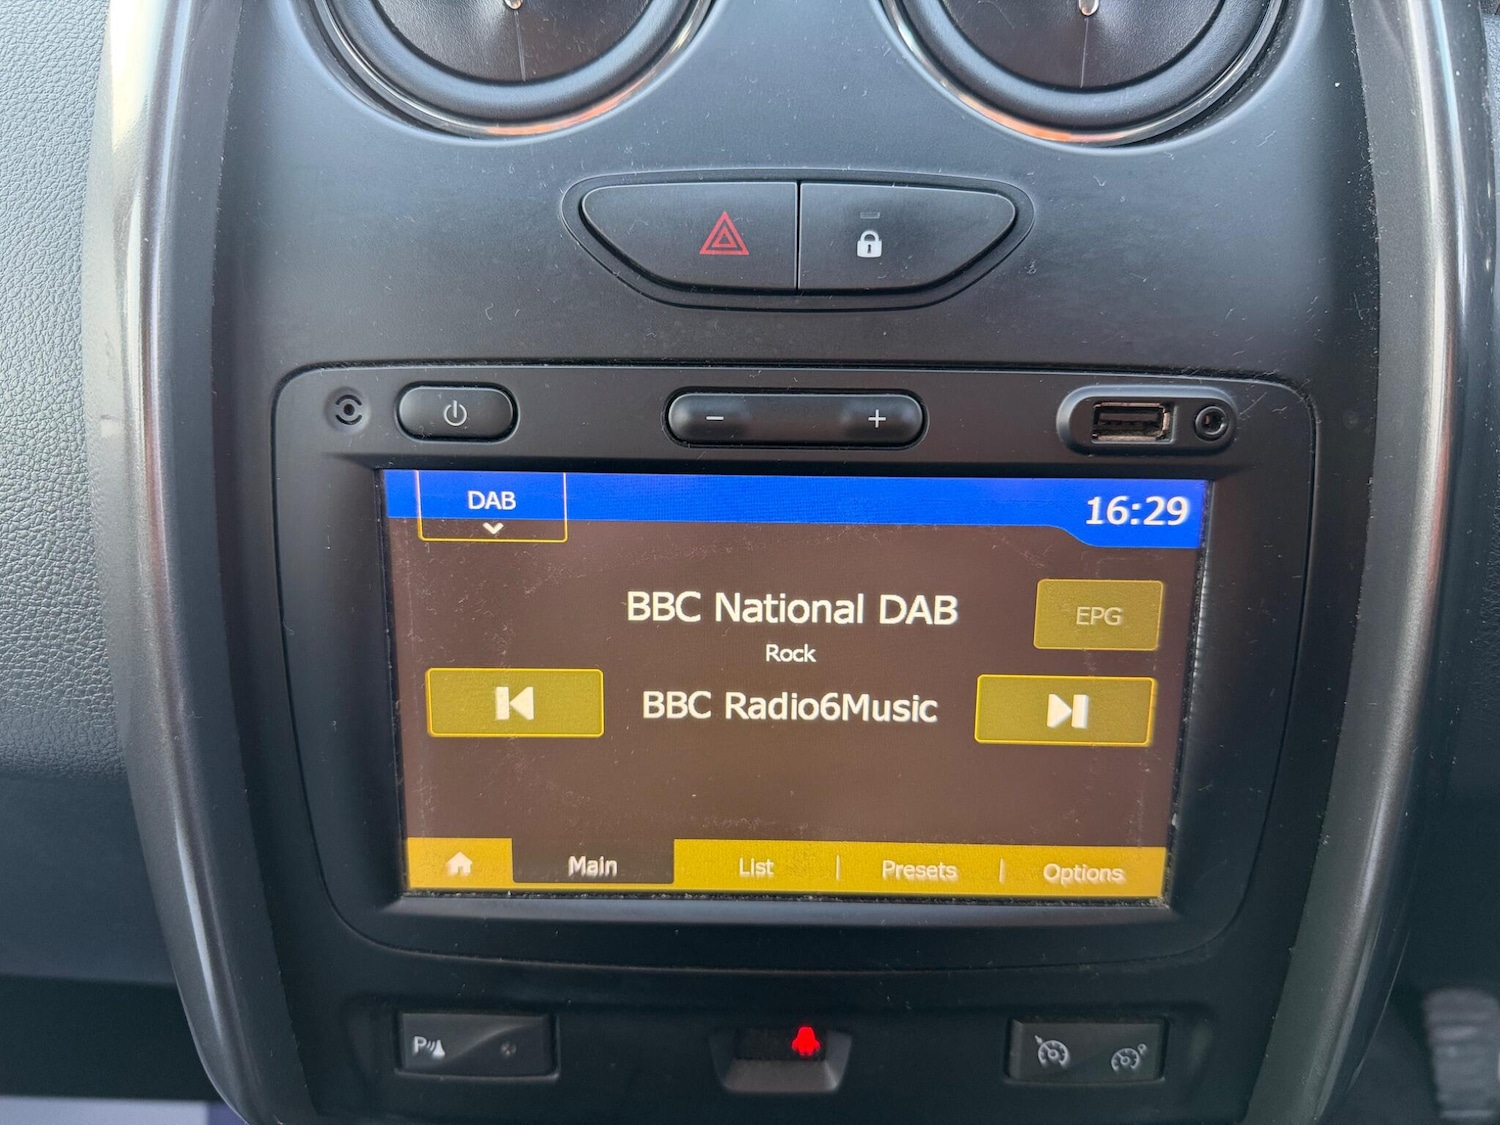 DAB
16:29
BBC National DAB
EPG
Rock
BBC Radio6Music
Main
List
Presets
Options
P